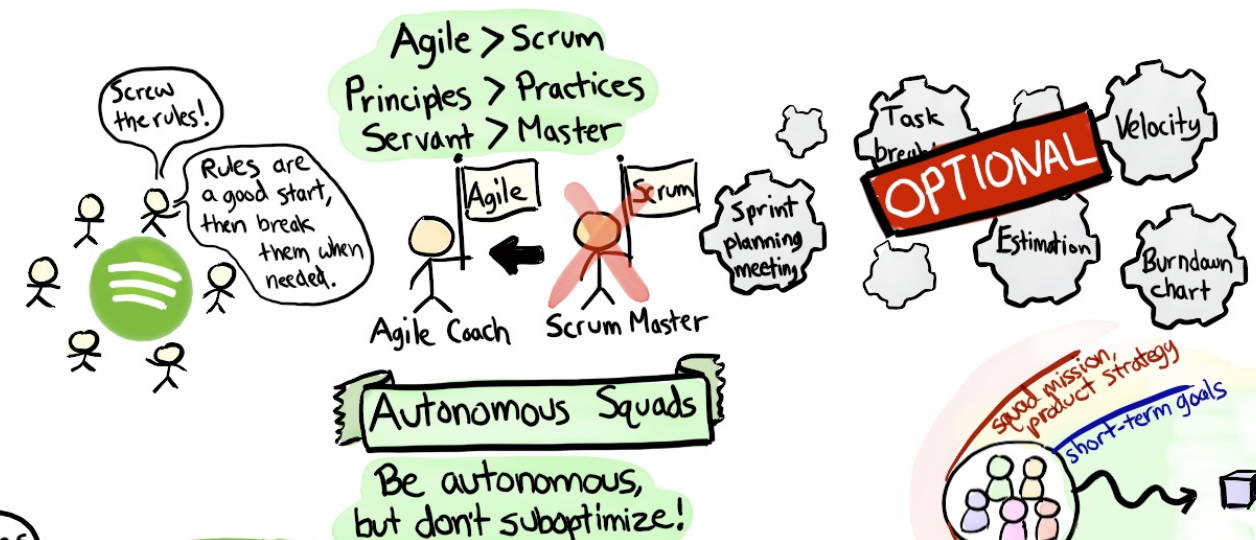 Agile > Scrum
Principles > Practices
Servant > Master
Screw
the rules!
Rules are
a good start,
then break
them when
needed.
Agile
Scrum
Agile Coach
Scrum Master
Sprint
planning
meeting
Task
OPTIONAL
Velocity
Estimation
Burndown
chart
Autonomous Squads
Be autonomous,
but don't suboptimize!
squad mission,
product strategy
short-term goals